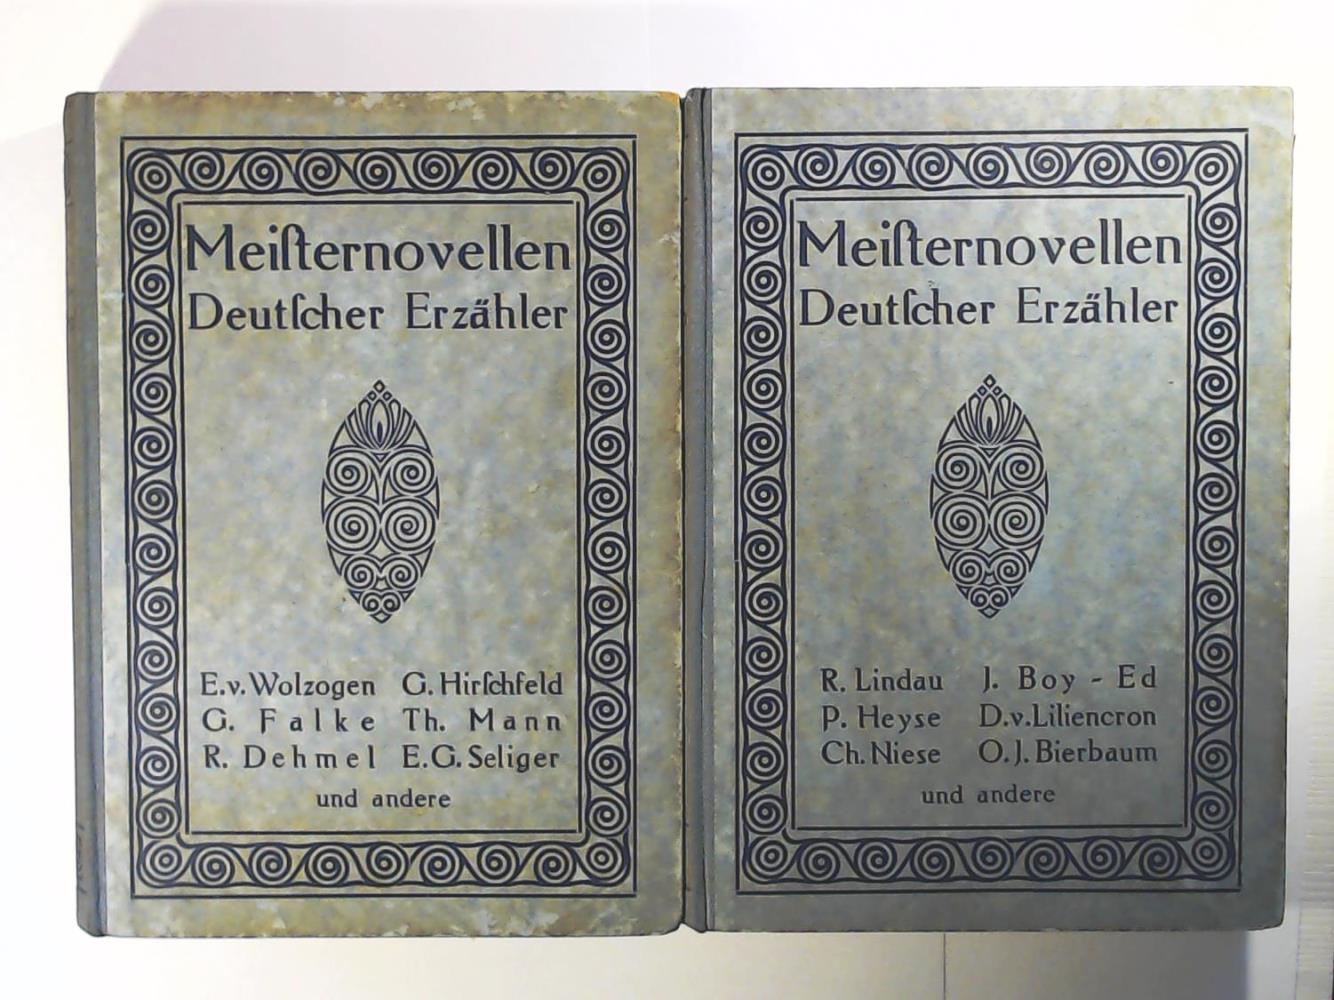 Meiſternovellen
Deutſcher Erzähler
E.v.Wolzogen G.Hirſchfeld
G. Falke Th. Mann
R. Dehmel E.G.Seliger
und andere
Meiſternovellen
Deutſcher Erzähler
R. Lindau J. Boy-Ed
P. Heyse D.v.Liliencron
Ch. Niese O.J.Bierbaum
und andere